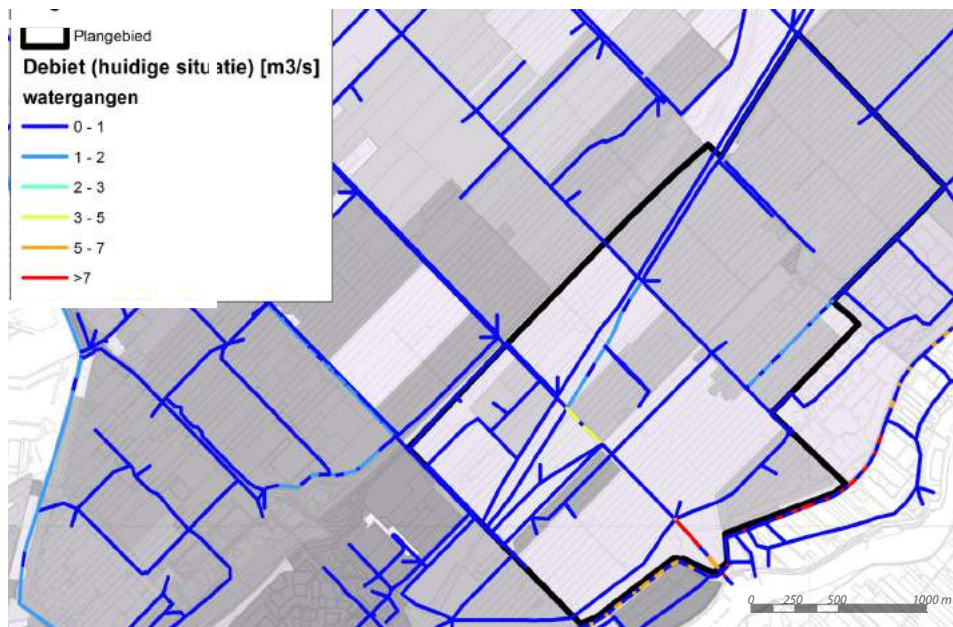 Plangebied
Debiet (huidige situatie) [m3/s]
watergangen
0 - 1
1 - 2
2 - 3
3 - 5
5 - 7
>7
0 250 500 1000 m